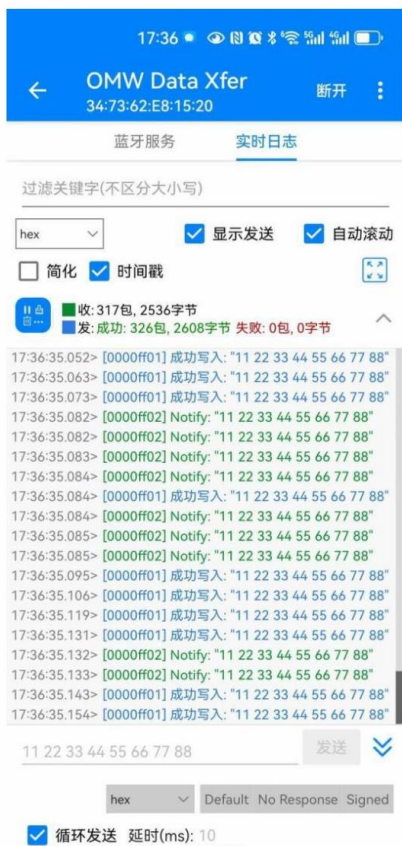 17:36
OMW Data Xfer
断开
34:73:62:E8:15:20
蓝牙服务 实时日志
过滤关键字(不区分大小写)
hex 显示发送 自动滚动
简化 时间戳
收: 317包, 2536字节
发: 成功: 326包, 2608字节 失败: 0包, 0字节
17:36:35.052> [0000ff01] 成功写入: "11 22 33 44 55 66 77 88"
17:36:35.063> [0000ff01] 成功写入: "11 22 33 44 55 66 77 88"
17:36:35.073> [0000ff01] 成功写入: "11 22 33 44 55 66 77 88"
17:36:35.082> [0000ff02] Notify: "11 22 33 44 55 66 77 88"
17:36:35.082> [0000ff02] Notify: "11 22 33 44 55 66 77 88"
17:36:35.083> [0000ff02] Notify: "11 22 33 44 55 66 77 88"
17:36:35.084> [0000ff02] Notify: "11 22 33 44 55 66 77 88"
17:36:35.084> [0000ff01] 成功写入: "11 22 33 44 55 66 77 88"
17:36:35.084> [0000ff02] Notify: "11 22 33 44 55 66 77 88"
17:36:35.085> [0000ff02] Notify: "11 22 33 44 55 66 77 88"
17:36:35.085> [0000ff02] Notify: "11 22 33 44 55 66 77 88"
17:36:35.095> [0000ff01] 成功写入: "11 22 33 44 55 66 77 88"
17:36:35.106> [0000ff01] 成功写入: "11 22 33 44 55 66 77 88"
17:36:35.119> [0000ff01] 成功写入: "11 22 33 44 55 66 77 88"
17:36:35.131> [0000ff01] 成功写入: "11 22 33 44 55 66 77 88"
17:36:35.132> [0000ff02] Notify: "11 22 33 44 55 66 77 88"
17:36:35.133> [0000ff02] Notify: "11 22 33 44 55 66 77 88"
17:36:35.143> [0000ff01] 成功写入: "11 22 33 44 55 66 77 88"
17:36:35.154> [0000ff01] 成功写入: "11 22 33 44 55 66 77 88"
11 22 33 44 55 66 77 88 发送
hex Default No Response Signed
循环发送 延时(ms): 10